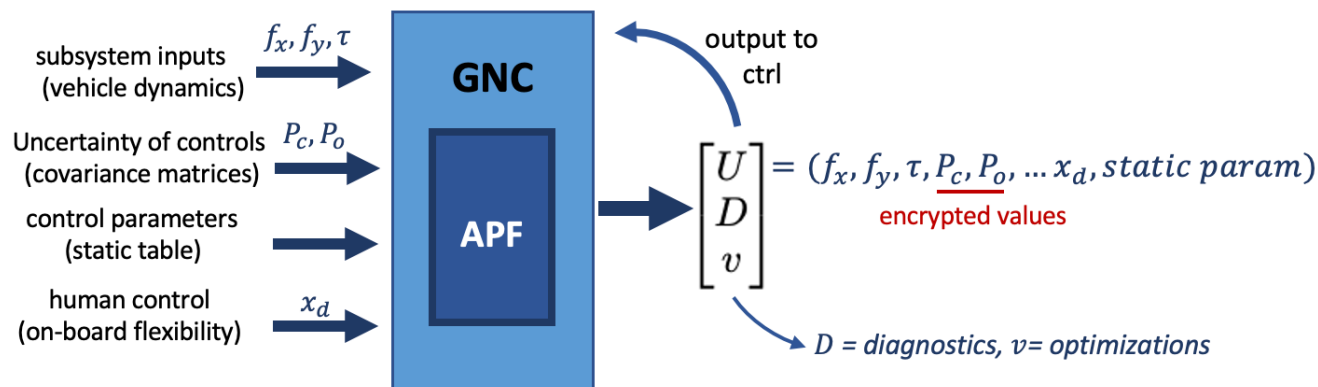 subsystem inputs
(vehicle dynamics)
f_x, f_y, τ
Uncertainty of controls
(covariance matrices)
P_c, P_o
control parameters
(static table)
human control
(on-board flexibility)
x_d
GNC
APF
output to
ctrl
U
D
v
= (f_x, f_y, τ, P_c, P_o, ... x_d, static param)
encrypted values
D = diagnostics, v= optimizations